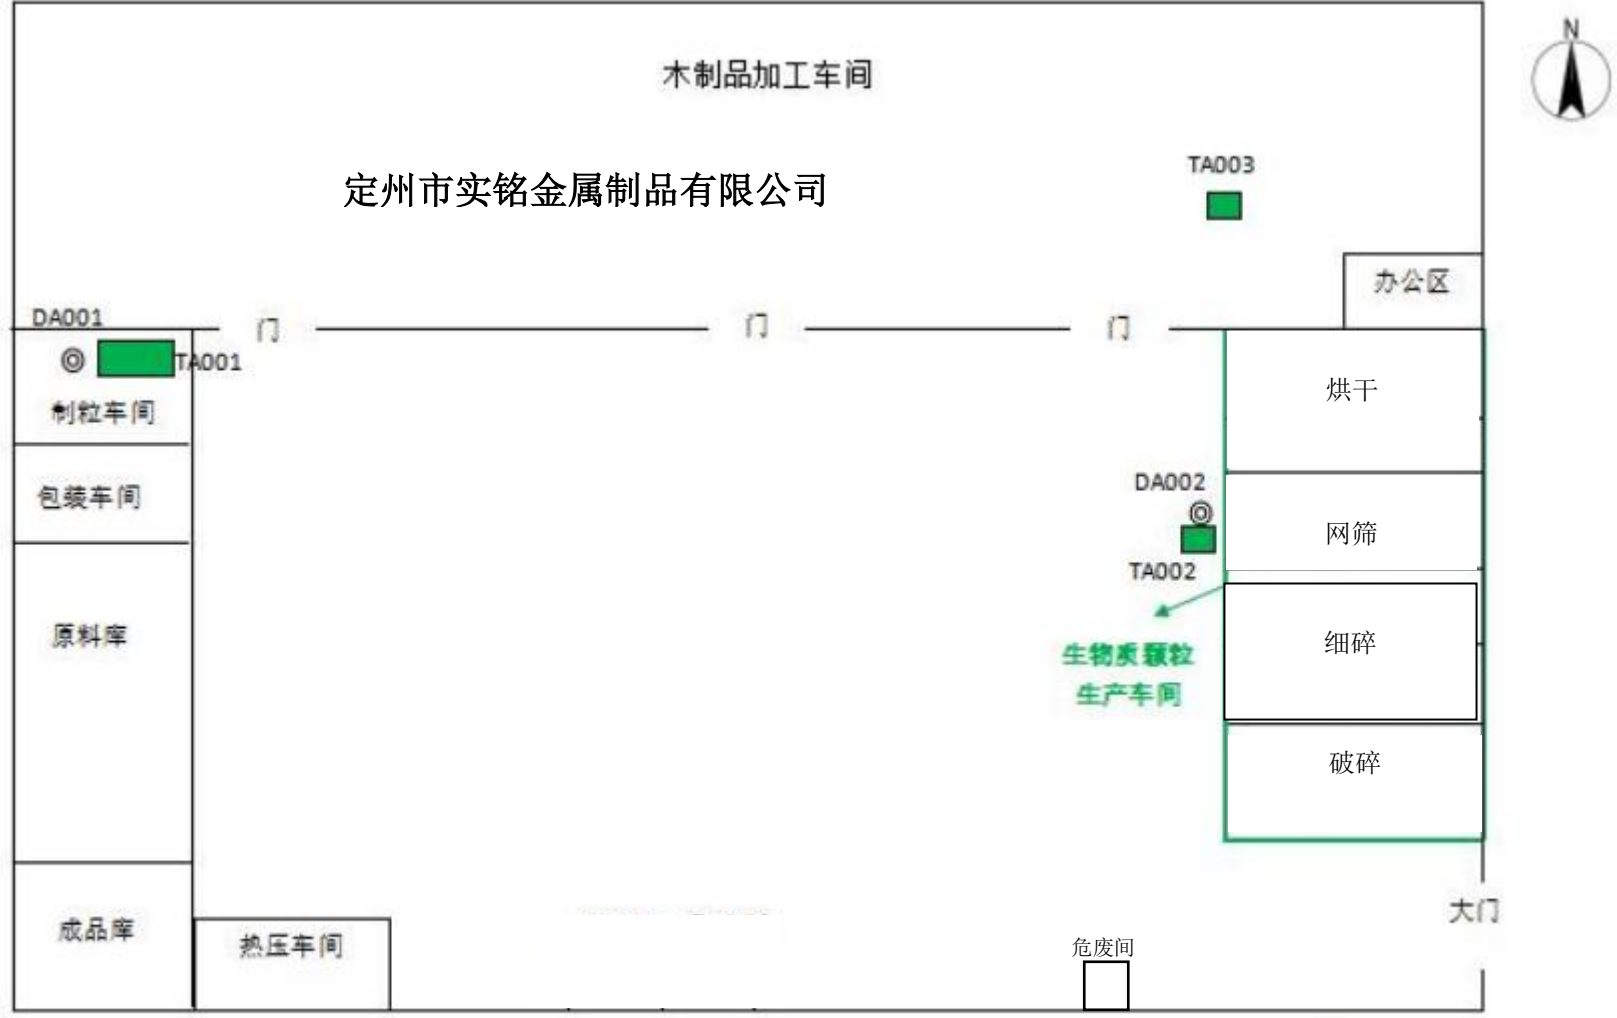 N
木制品加工车间
TA003
定州市实铭金属制品有限公司
办公区
DA001
门
门
门
TA001
制粒车间
烘干
包装车间
DA002
网筛
TA002
原料库
细碎
生物质颗粒
生产车间
破碎
大门
成品库
热压车间
危废间